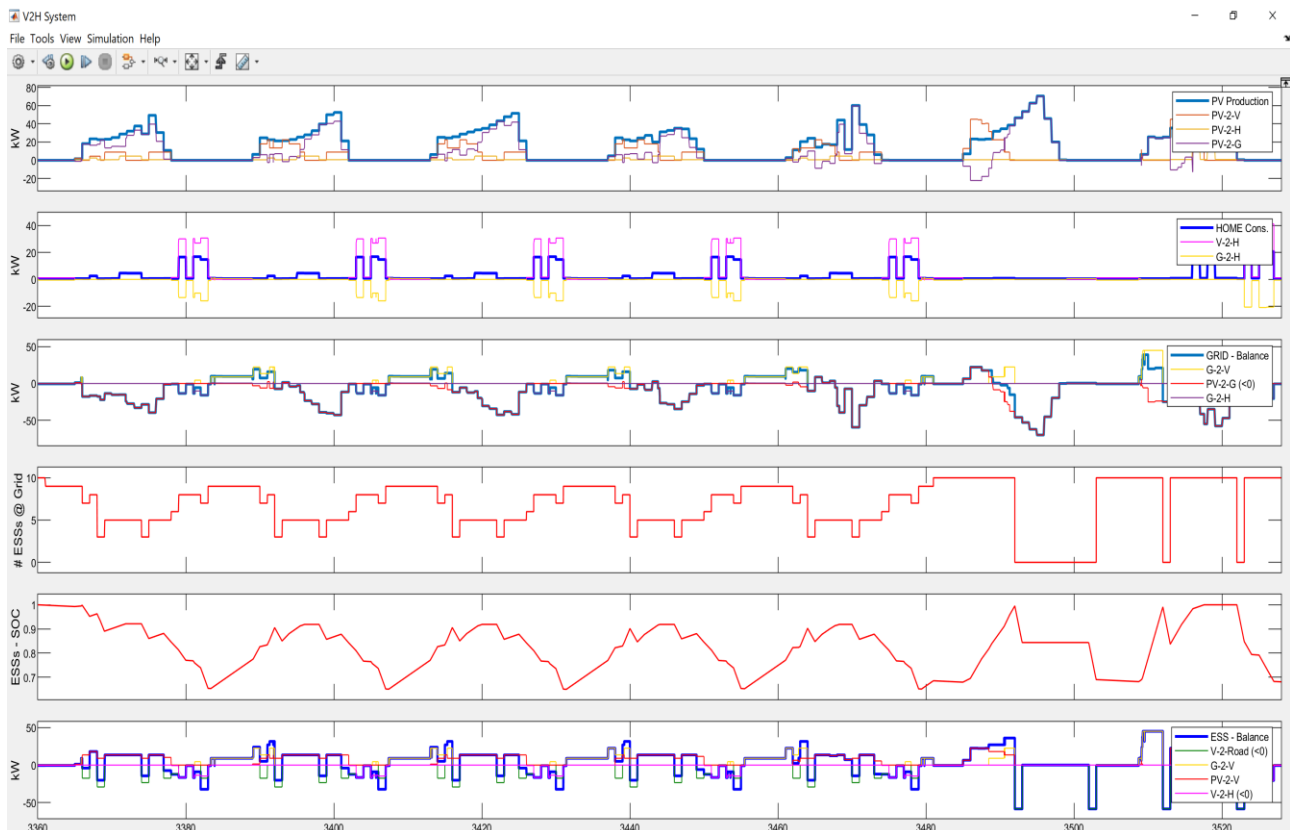 V2H System
File Tools View Simulation Help
80
60
40
20
0
-20
kW
PV Production
PV-2-V
PV-2-H
PV-2-G
40
20
0
-20
kW
HOME Cons.
V-2-H
G-2-H
50
0
-50
kW
GRID - Balance
G-2-V
PV-2-G (<0)
G-2-H
10
5
0
# ESSs @ Grid
1
0.9
0.8
0.7
ESSs - SOC
50
0
-50
kW
ESS - Balance
V-2-Road (<0)
G-2-V
PV-2-V
V-2-H (<0)
3360 3380 3400 3420 3440 3460 3480 3500 3520